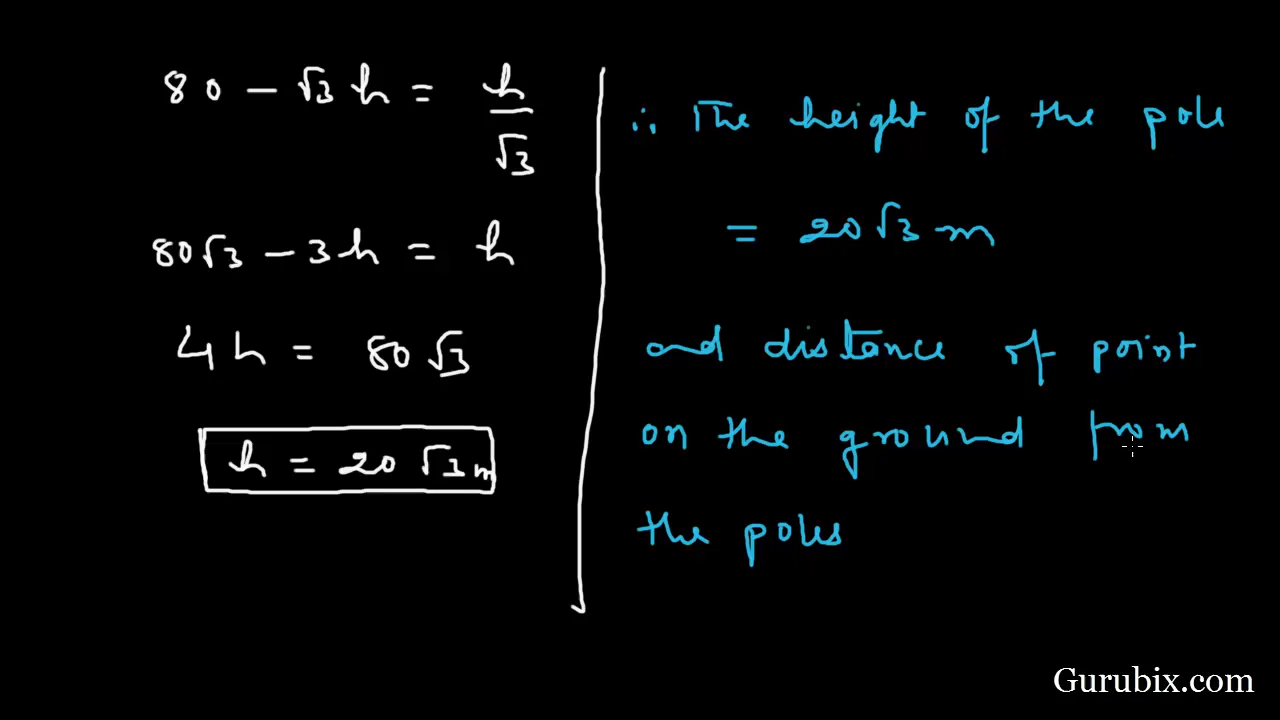 80 - √3 h = h/√3
80√3 - 3h = h
4h = 80√3
h = 20√3 m
∴ The height of the pole
= 20√3 m
and distance of point
on the ground from
the poles
Gurubix.com